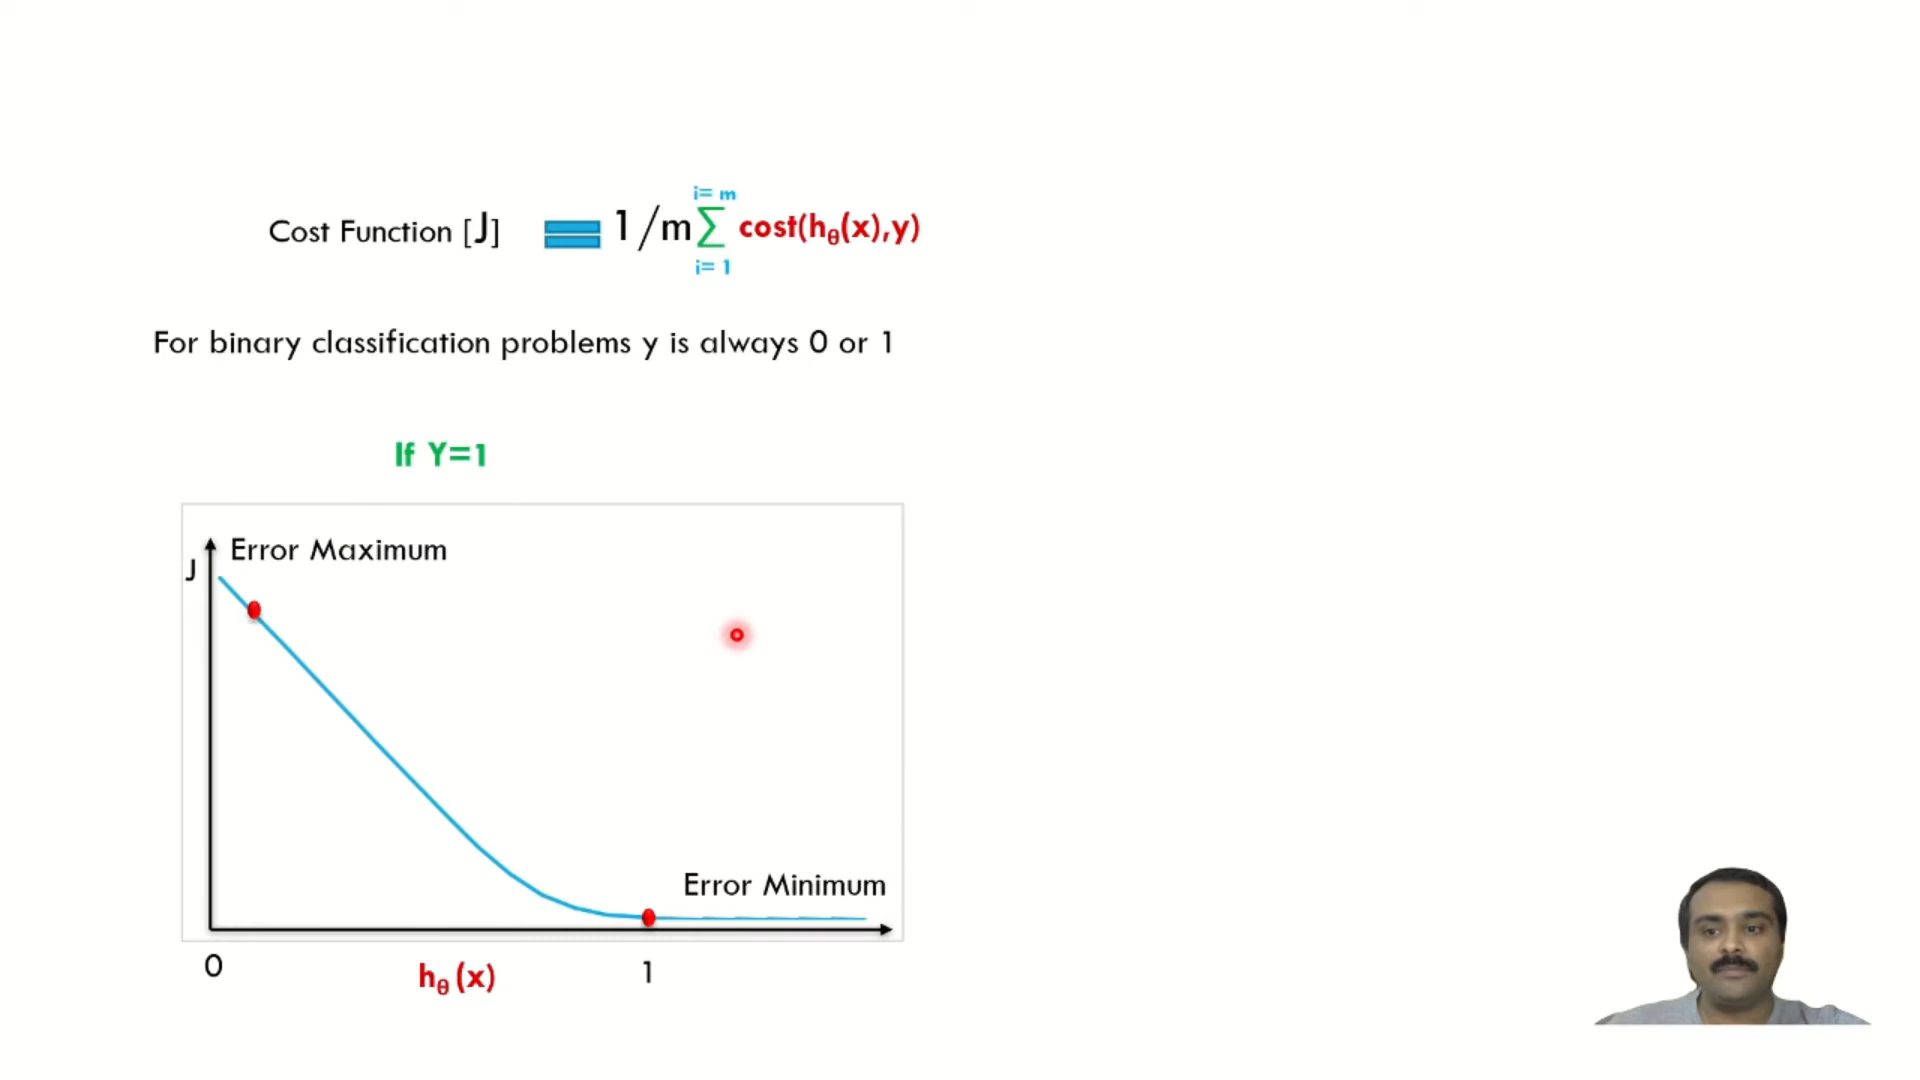 i= m
Cost Function [J] = 1/m∑ cost(hθ(x),y)
i= 1
For binary classification problems y is always 0 or 1
If Y=1
Error Maximum
J
Error Minimum
0
hθ(x)
1